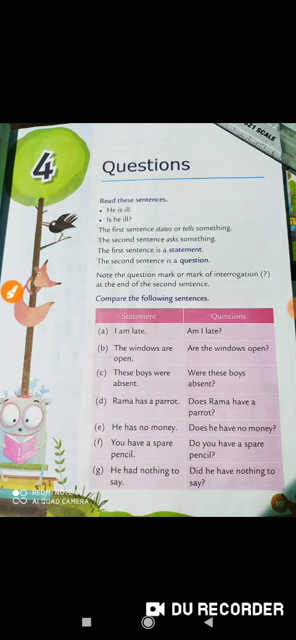 SCALE
4
Questions
Read these sentences.
• He is ill.
• Is he ill?
The first sentence states or tells something.
The second sentence asks something.
The first sentence is a statement.
The second sentence is a question.
Note the question mark or mark of interrogation (?)
at the end of the second sentence.
Compare the following sentences.
Statement Questions
(a) I am late. Am I late?
(b) The windows are Are the windows open?
open.
(c) These boys were Were these boys
absent. absent?
(d) Rama has a parrot. Does Rama have a
parrot?
(e) He has no money. Does he have no money?
(f) You have a spare Do you have a spare
pencil. pencil?
(g) He had nothing to Did he have nothing to
say. say?
REDMI NOTE
AI QUAD CAMERA
DU RECORDER